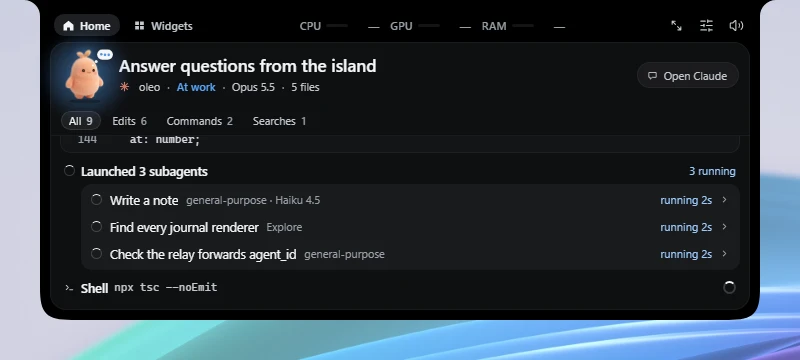 Home Widgets CPU — GPU — RAM —
Answer questions from the island
oleo · At work · Opus 5.5 · 5 files
Open Claude
All 9 Edits 6 Commands 2 Searches 1
144 at: number;
Launched 3 subagents 3 running
Write a note general-purpose · Haiku 4.5 running 2s
Find every journal renderer Explore running 2s
Check the relay forwards agent_id general-purpose running 2s
Shell npx tsc --noEmit